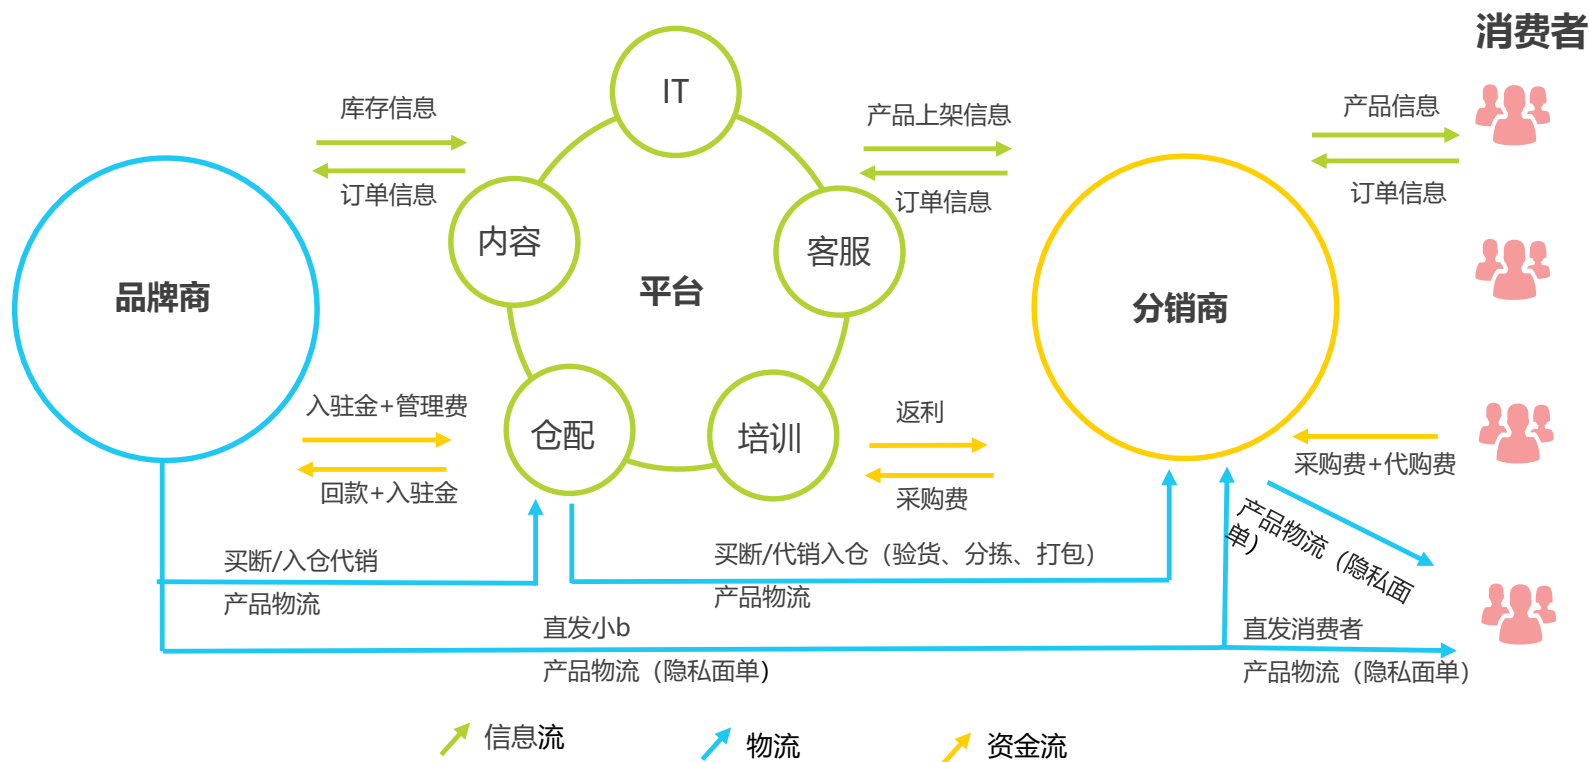 消费者
IT
库存信息
产品上架信息
产品信息
订单信息
订单信息
订单信息
内容
客服
平台
品牌商
分销商
入驻金+管理费
返利
仓配
培训
采购费+代购费
回款+入驻金
采购费
产品物流（隐私面
单）
买断/入仓代销
产品物流
买断/代销入仓（验货、分拣、打包）
产品物流
直发小b
产品物流（隐私面单）
直发消费者
产品物流（隐私面单）
信息流
物流
资金流